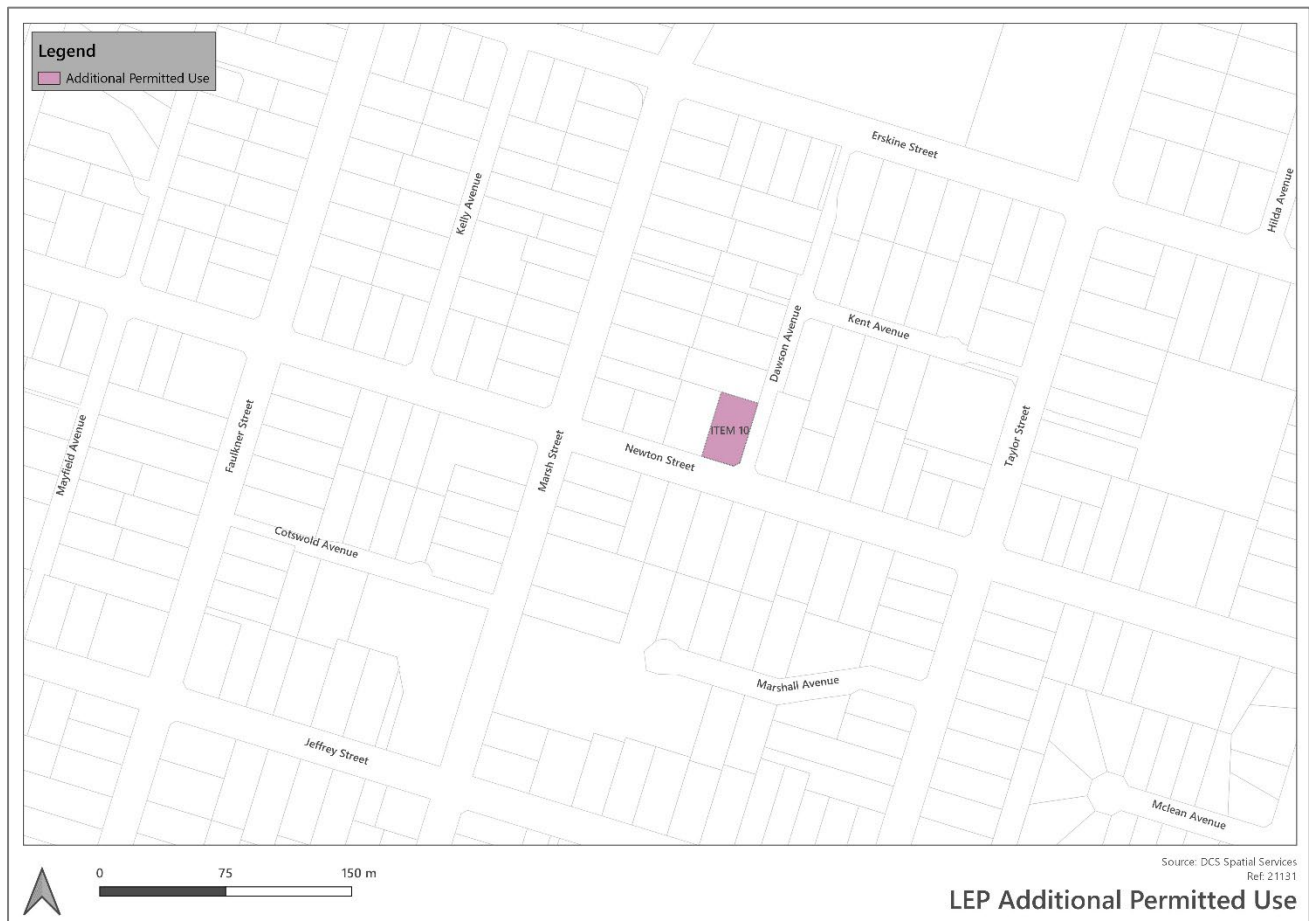 Legend
Additional Permitted Use
Erskine Street
Hilda Avenue
Kelly Avenue
Kent Avenue
Dawson Avenue
ITEM 10
Newton Street
Taylor Street
Marsh Street
Faulkner Street
Mayfield Avenue
Cotswold Avenue
Marshall Avenue
Jeffrey Street
Mclean Avenue
0 75 150 m
Source: DCS Spatial Services
Ref: 21131
LEP Additional Permitted Use